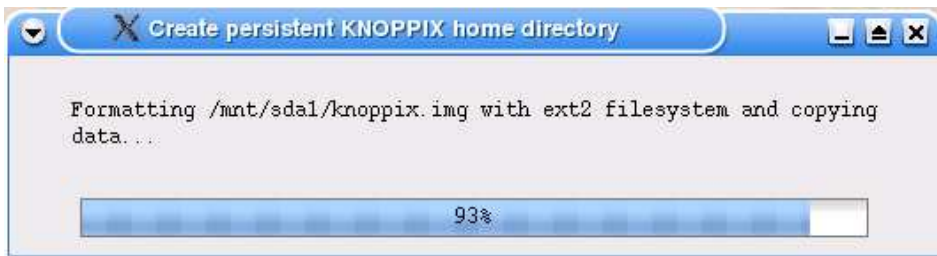 Create persistent KNOPPIX home directory
Formatting /mnt/sda1/knoppix.img with ext2 filesystem and copying
data...
93%